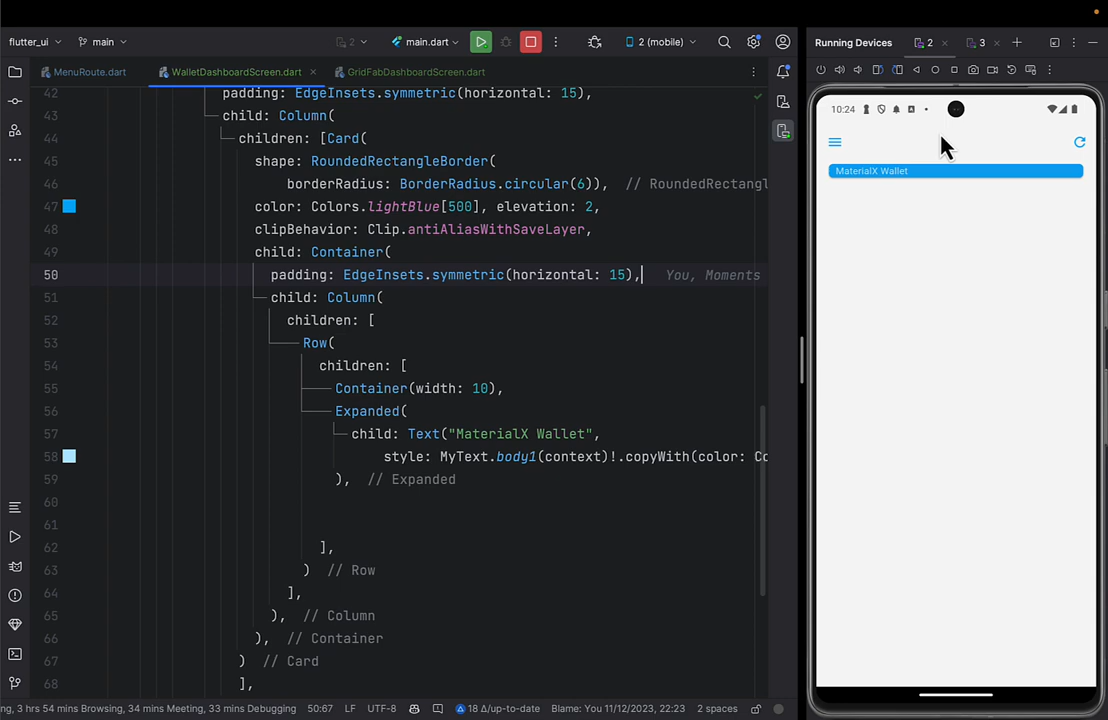 flutter_ui
main
2
main.dart
2 (mobile)
Running Devices
2
3
MenuRoute.dart
WalletDashboardScreen.dart
GridFabDashboardScreen.dart
42 padding: EdgeInsets.symmetric(horizontal: 15),
43 child: Column(
44 children: [Card(
45 shape: RoundedRectangleBorder(
46 borderRadius: BorderRadius.circular(6)), // RoundedRectangl
47 color: Colors.lightBlue[500], elevation: 2,
48 clipBehavior: Clip.antiAliasWithSaveLayer,
49 child: Container(
50 padding: EdgeInsets.symmetric(horizontal: 15), You, Moments
51 child: Column(
52 children: [
53 Row(
54 children: [
55 Container(width: 10),
56 Expanded(
57 child: Text("MaterialX Wallet",
58 style: MyText.body1(context)!.copyWith(color: Co
59 ), // Expanded
60
61
62 ],
63 ) // Row
64 ],
65 ), // Column
66 ), // Container
67 ) // Card
68 ],
10:24
MaterialX Wallet
ng, 3 hrs 54 mins Browsing, 34 mins Meeting, 33 mins Debugging
50:67
LF
UTF-8
18 Δ/up-to-date
Blame: You 11/12/2023, 22:23
2 spaces